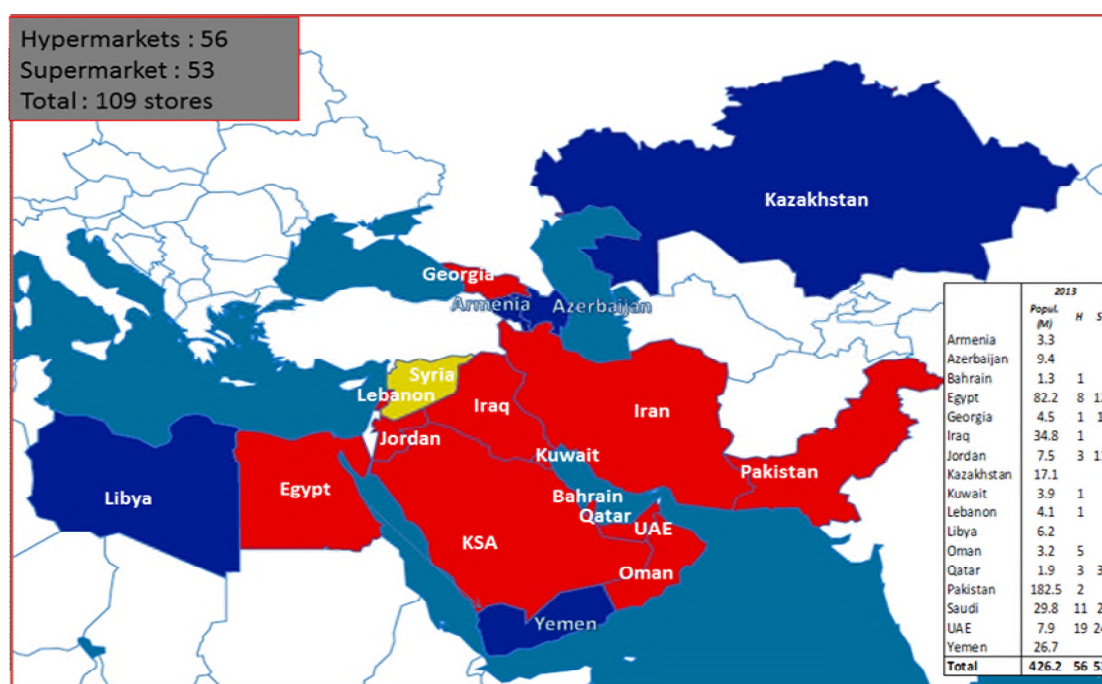 Hypermarkets : 56
Supermarket : 53
Total : 109 stores
Kazakhstan
Georgia
Armenia
Azerbaijan
Syria
Lebanon
Iraq
Iran
Jordan
Kuwait
Pakistan
Libya
Egypt
Bahrain
Qatar
UAE
KSA
Oman
Yemen
2013
Popul. (M) H S
Armenia 3.3
Azerbaijan 9.4
Bahrain 1.3 1
Egypt 82.2 8
Georgia 4.5 1 1
Iraq 34.8 1
Jordan 7.5 3
Kazakhstan 17.1
Kuwait 3.9 1
Lebanon 4.1 1
Libya 6.2
Oman 3.2 5
Qatar 1.9 3 3
Pakistan 182.5 2
Saudi 29.8 11 2
UAE 7.9 19 24
Yemen 26.7
Total 426.2 56 53